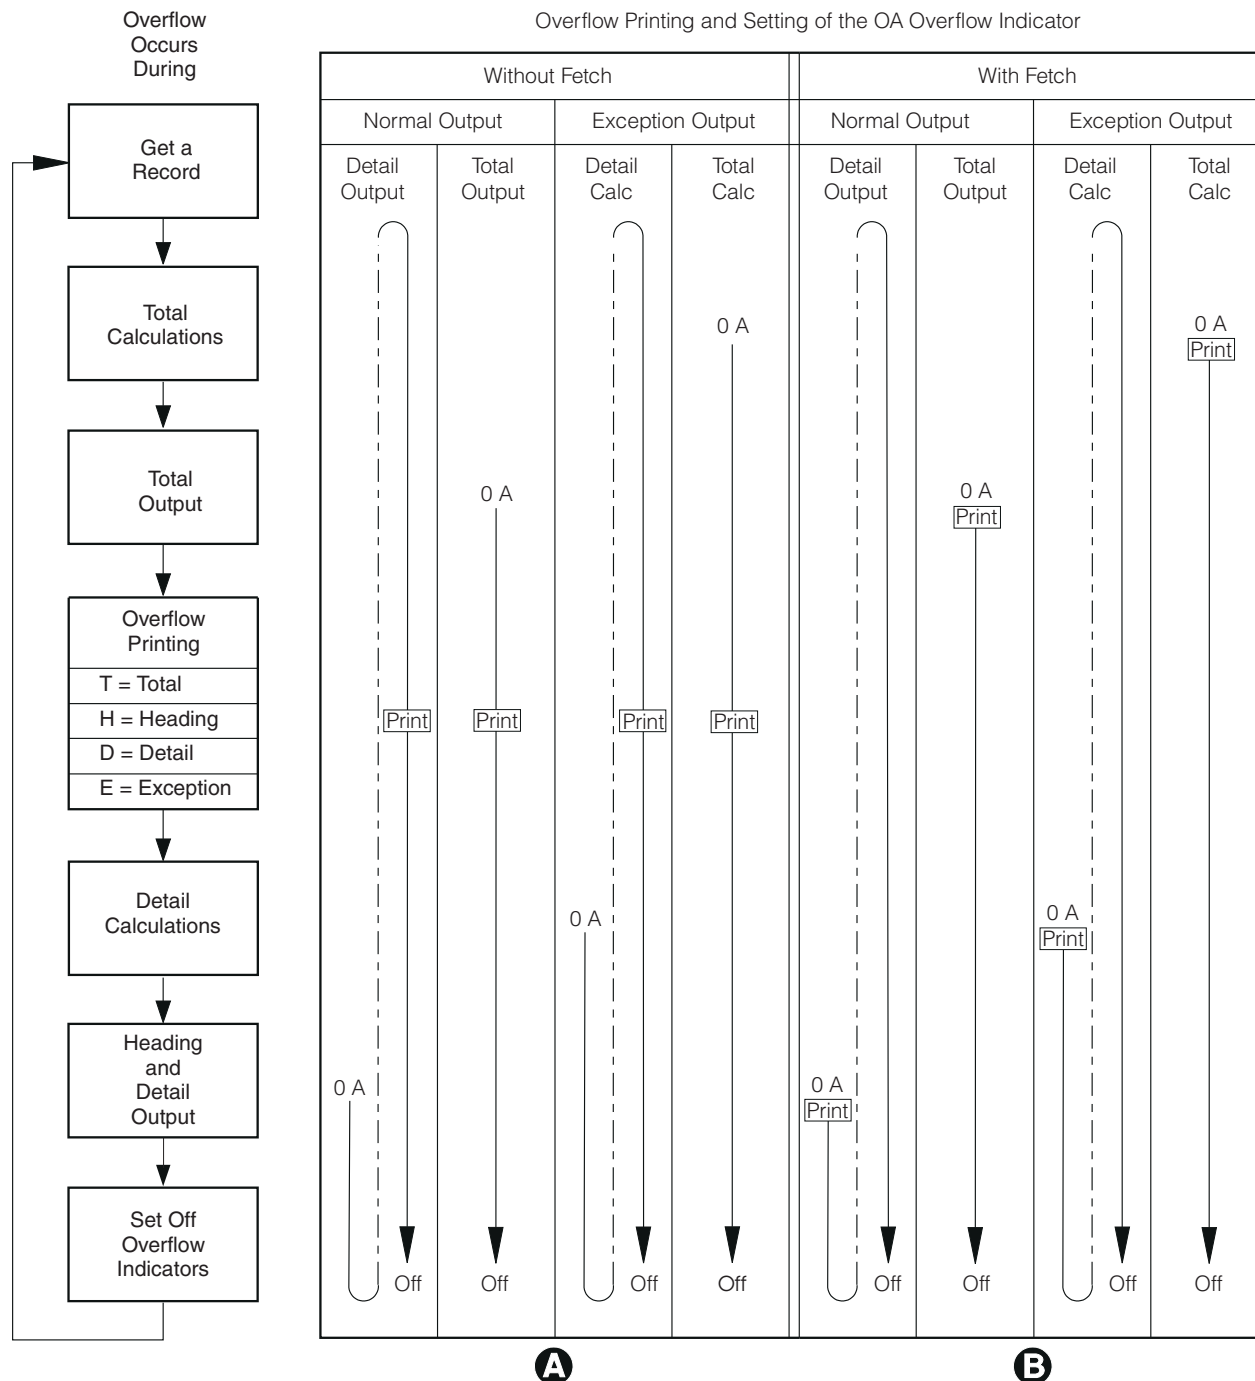 Overflow
Occurs
During
Overflow Printing and Setting of the OA Overflow Indicator
Without Fetch
With Fetch
Normal Output
Exception Output
Normal Output
Exception Output
Detail
Output
Total
Output
Detail
Calc
Total
Calc
Detail
Output
Total
Output
Detail
Calc
Total
Calc
Get a
Record
Total
Calculations
Total
Output
Overflow
Printing
T = Total
H = Heading
D = Detail
E = Exception
Detail
Calculations
Heading
and
Detail
Output
Set Off
Overflow
Indicators
0 A
Print
Off
0 A
Print
Off
0 A
Print
Off
0 A
Print
Off
0 A
Print
Off
0 A
Print
Off
0 A
Print
Off
0 A
Print
Off
A
B